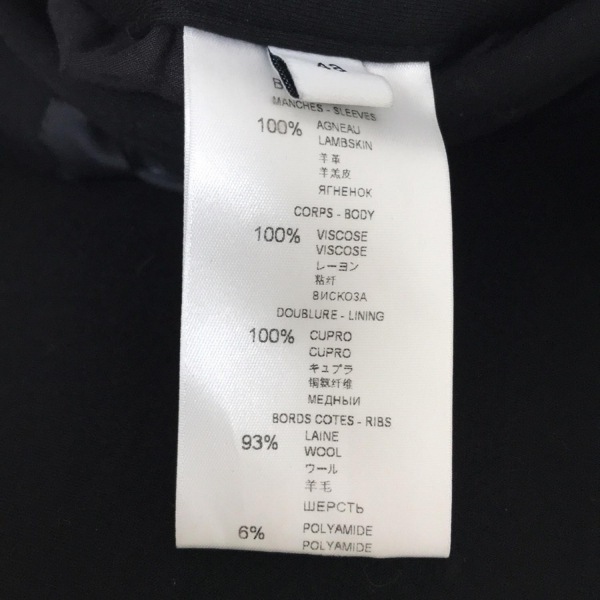 48
B
MANCHES - SLEEVES
100% AGNEAU
LAMBSKIN
羊革
羊羔皮
ЯГНЕНОК
CORPS - BODY
100% VISCOSE
VISCOSE
レーヨン
粘纤
ВИСКОЗА
DOUBLURE - LINING
100% CUPRO
CUPRO
キュプラ
铜氨纤维
МЕДНЫЙ
BORDS COTES - RIBS
93% LAINE
WOOL
ウール
羊毛
ШЕРСТЬ
6% POLYAMIDE
POLYAMIDE